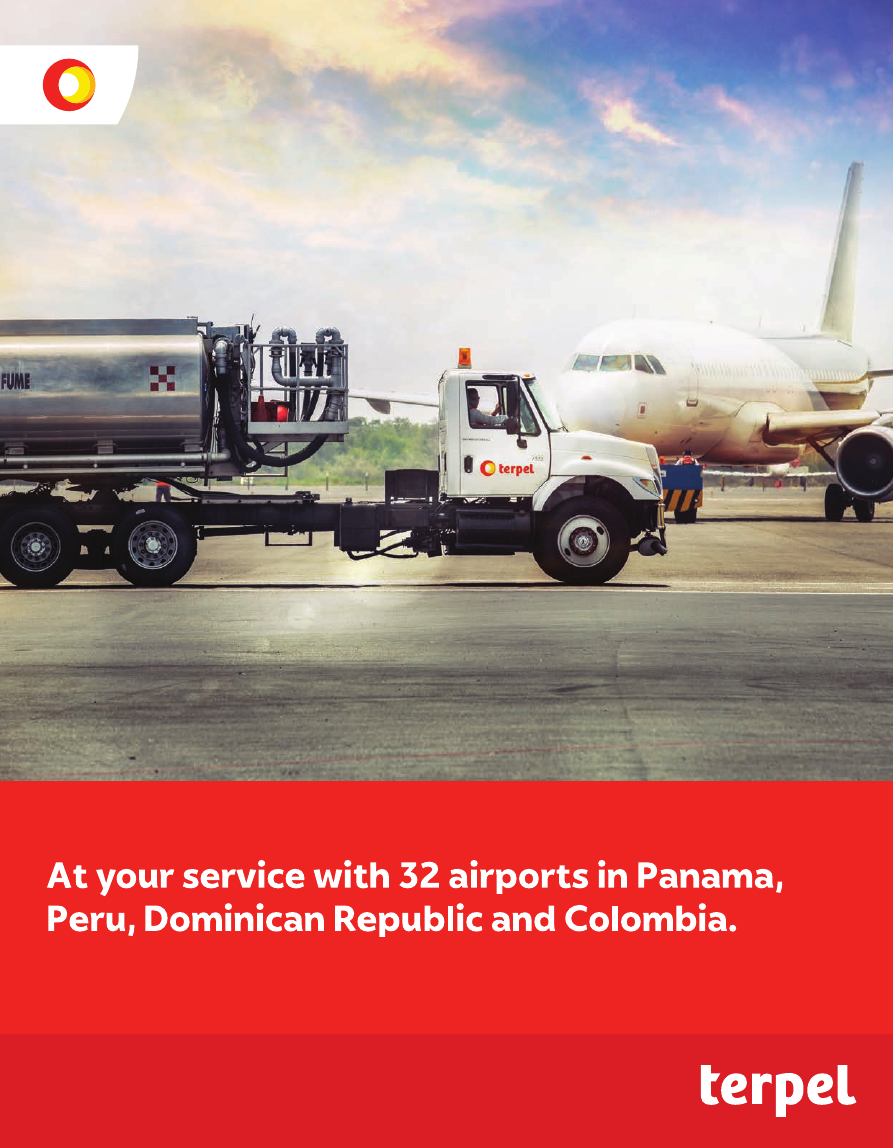 FUME
terpel
At your service with 32 airports in Panama,
Peru, Dominican Republic and Colombia.
terpel